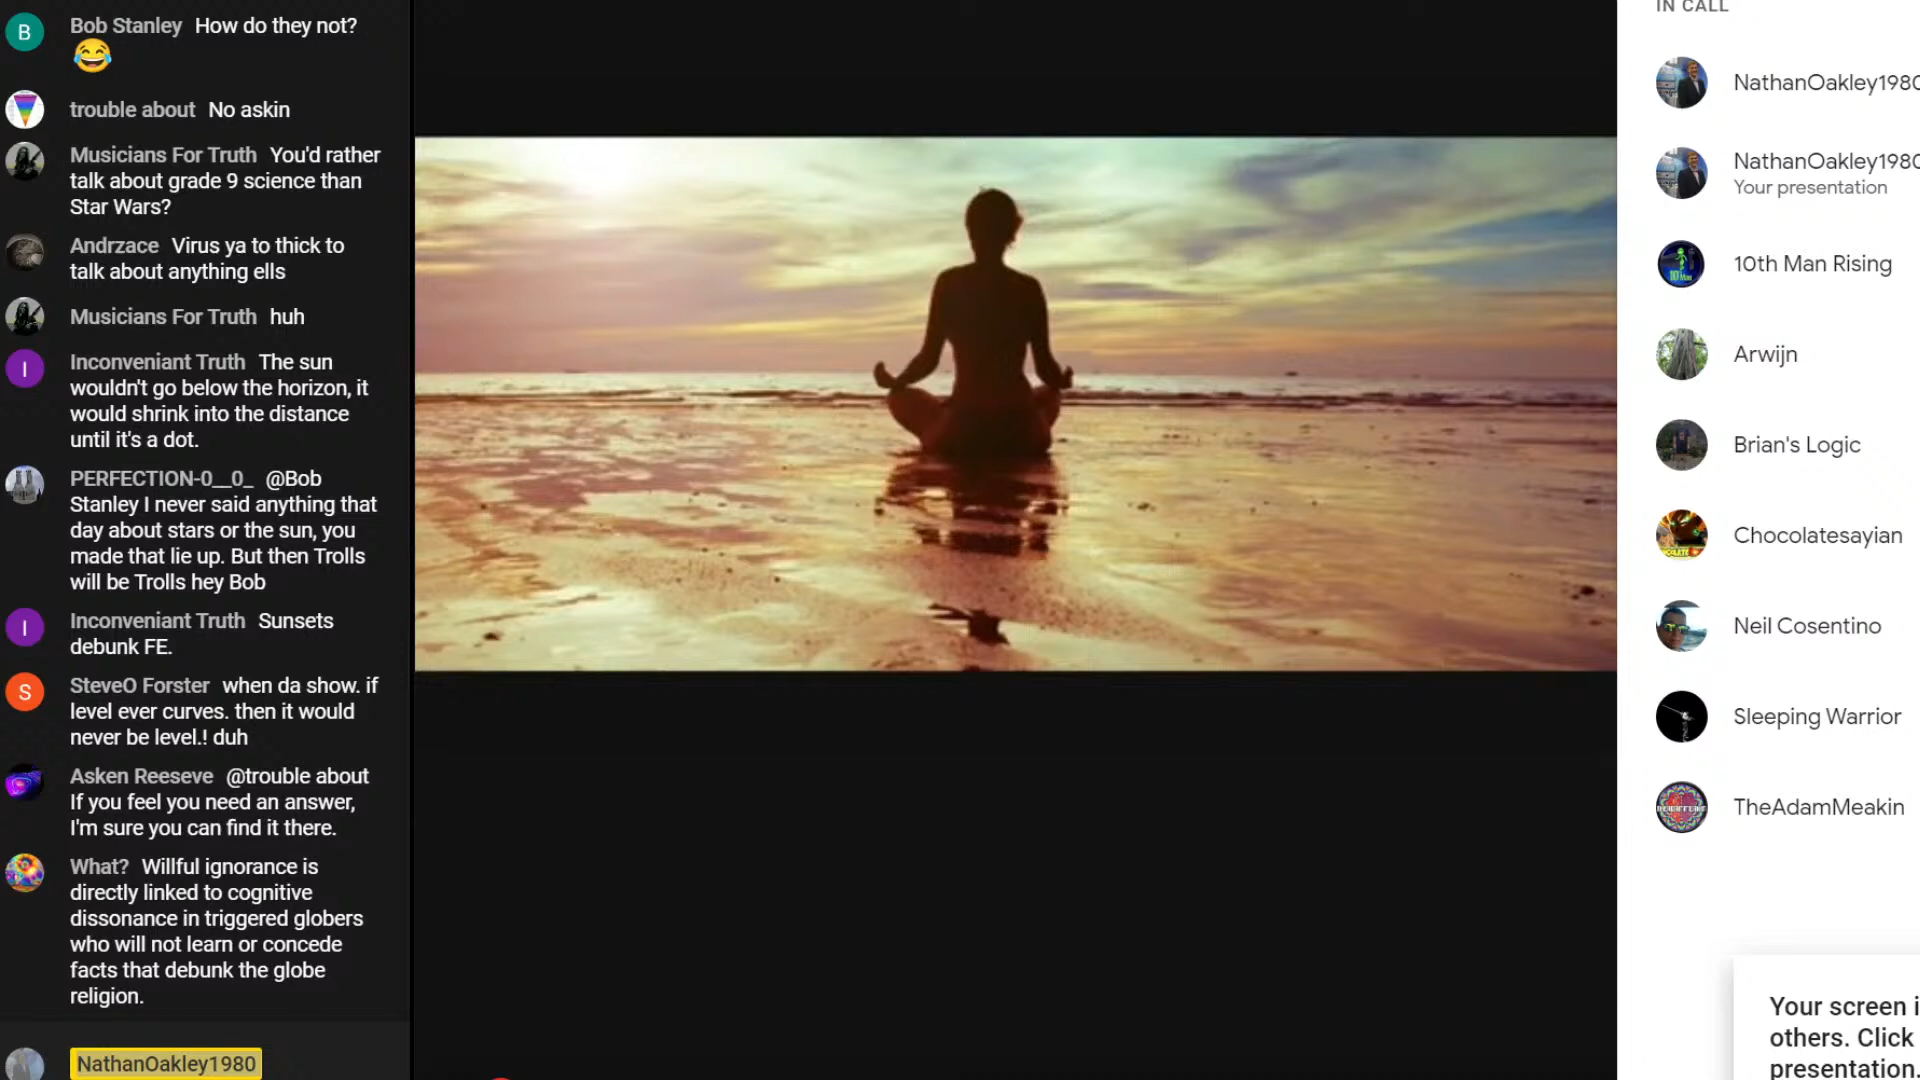 Bob Stanley How do they not?
😂
trouble about No askin
Musicians For Truth You'd rather
talk about grade 9 science than
Star Wars?
Andrzace Virus ya to thick to
talk about anything ells
Musicians For Truth huh
Inconveniant Truth The sun
wouldn't go below the horizon, it
would shrink into the distance
until it's a dot.
PERFECTION-0__0_ @Bob
Stanley I never said anything that
day about stars or the sun, you
made that lie up. But then Trolls
will be Trolls hey Bob
Inconveniant Truth Sunsets
debunk FE.
SteveO Forster when da show. if
level ever curves. then it would
never be level.! duh
Asken Reeseve @trouble about
If you feel you need an answer,
I'm sure you can find it there.
What? Willful ignorance is
directly linked to cognitive
dissonance in triggered globers
who will not learn or concede
facts that debunk the globe
religion.
NathanOakley1980
IN CALL
NathanOakley1980
NathanOakley1980
Your presentation
10th Man Rising
Arwijn
Brian's Logic
Chocolatesayian
Neil Cosentino
Sleeping Warrior
TheAdamMeakin
Your screen i
others. Click
presentation.